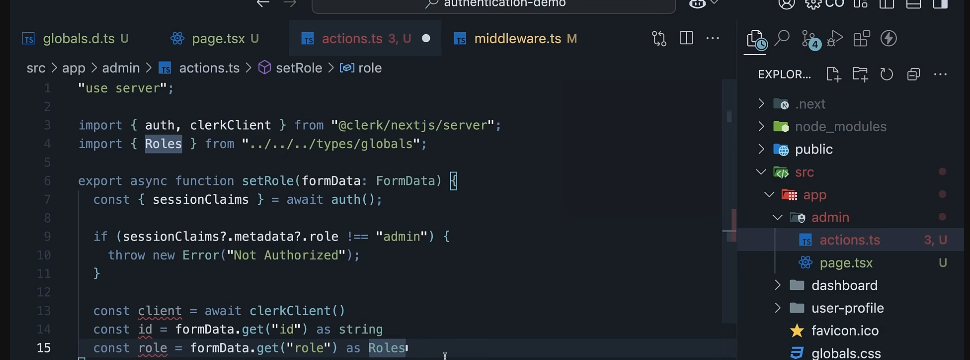 authentication-demo
CO
globals.d.ts U
page.tsx U
actions.ts 3, U
middleware.ts M
4
src > app > admin > actions.ts > setRole > role
EXPLOR...
1 "use server";
2
3 import { auth, clerkClient } from "@clerk/nextjs/server";
4 import { Roles } from "../../../types/globals";
5
6 export async function setRole(formData: FormData) {
7 const { sessionClaims } = await auth();
8
9 if (sessionClaims?.metadata?.role !== "admin") {
10 throw new Error("Not Authorized");
11 }
12
13 const client = await clerkClient()
14 const id = formData.get("id") as string
15 const role = formData.get("role") as Roles
.next
node_modules
public
src
app
admin
actions.ts 3, U
page.tsx U
dashboard
user-profile
favicon.ico
globals.css